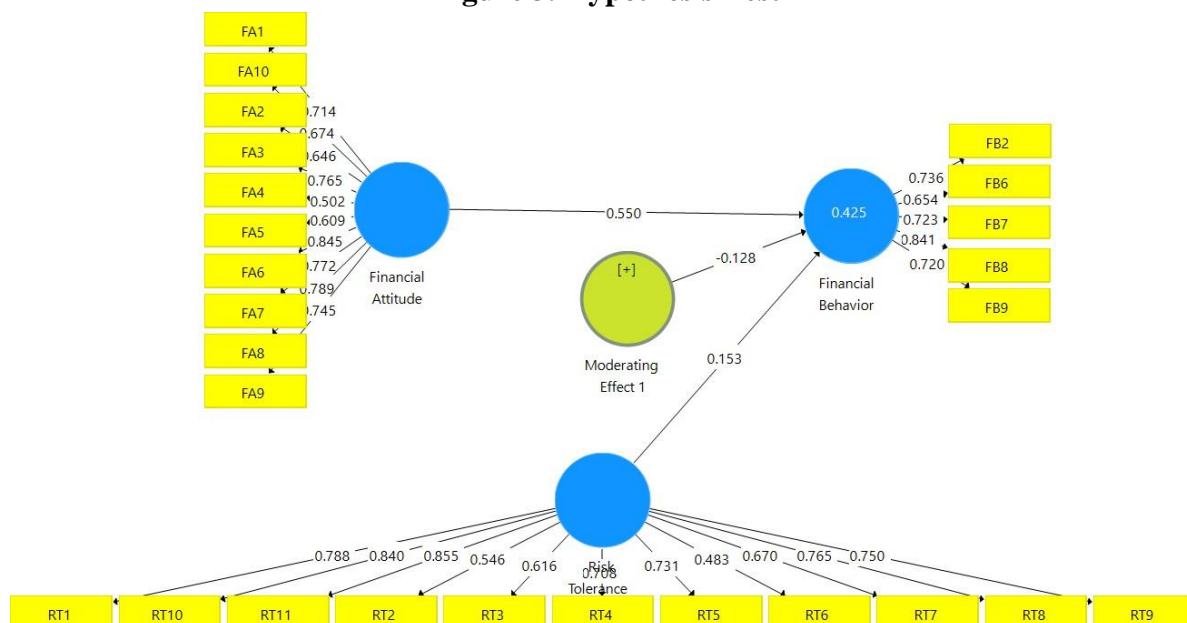 FA1
FA10
FA2
FA3
FA4
FA5
FA6
FA7
FA8
FA9
0.714
0.674
0.646
0.765
0.502
0.609
0.845
0.772
0.789
0.745
Financial
Attitude
0.550
-0.128
0.153
[+]
Moderating
Effect 1
0.425
Financial
Behavior
0.736
0.654
0.723
0.841
0.720
FB2
FB6
FB7
FB8
FB9
Risk
Tolerance
0.788
0.840
0.855
0.546
0.616
0.708
0.731
0.483
0.670
0.765
0.750
RT1
RT10
RT11
RT2
RT3
RT4
RT5
RT6
RT7
RT8
RT9